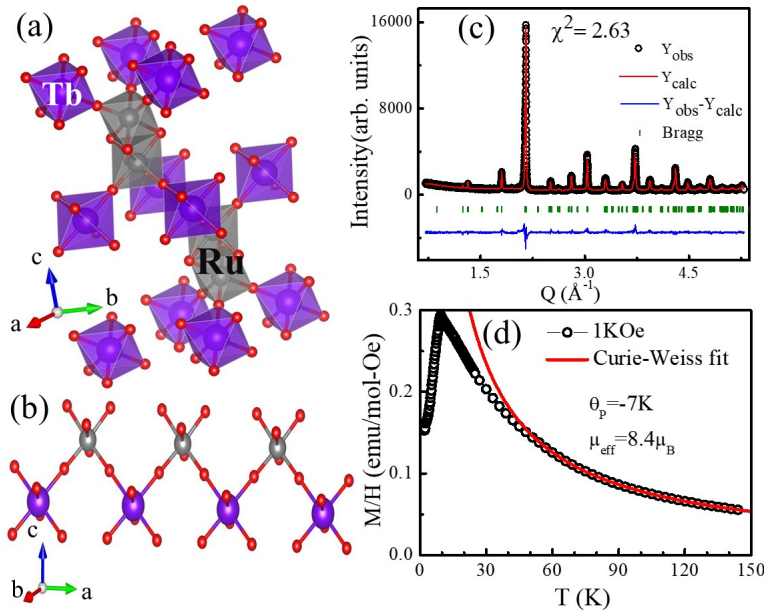 (a)
Tb
Ru
c
b
a
(b)
c
b
a
(c)
χ² = 2.63
Y_obs
Y_calc
Y_obs-Y_calc
Bragg
Intensity(arb. units)
16000
8000
0
1.5
3.0
4.5
Q (Å⁻¹)
(d)
1KOe
Curie-Weiss fit
θ_P=-7K
μ_eff=8.4μ_B
M/H (emu/mol-Oe)
0.3
0.2
0.1
0.0
0
30
60
90
120
150
T (K)